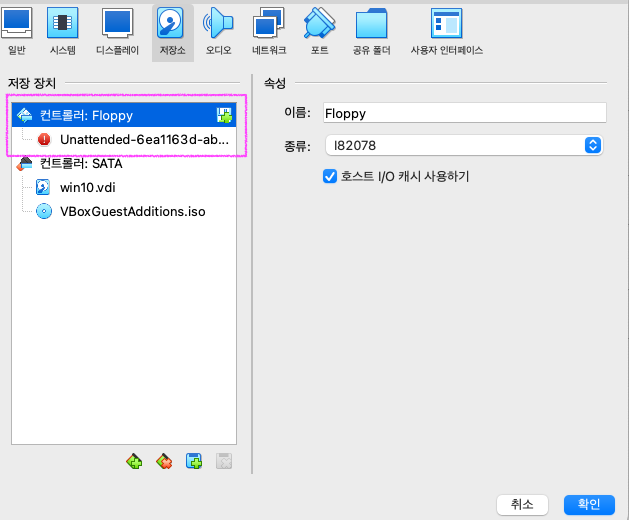 일반 시스템 디스플레이 저장소 오디오 네트워크 포트 공유 폴더 사용자 인터페이스
저장 장치
컨트롤러: Floppy
Unattended-6ea1163d-ab...
컨트롤러: SATA
win10.vdi
VBoxGuestAdditions.iso
속성
이름: Floppy
종류: I82078
호스트 I/O 캐시 사용하기
취소 확인